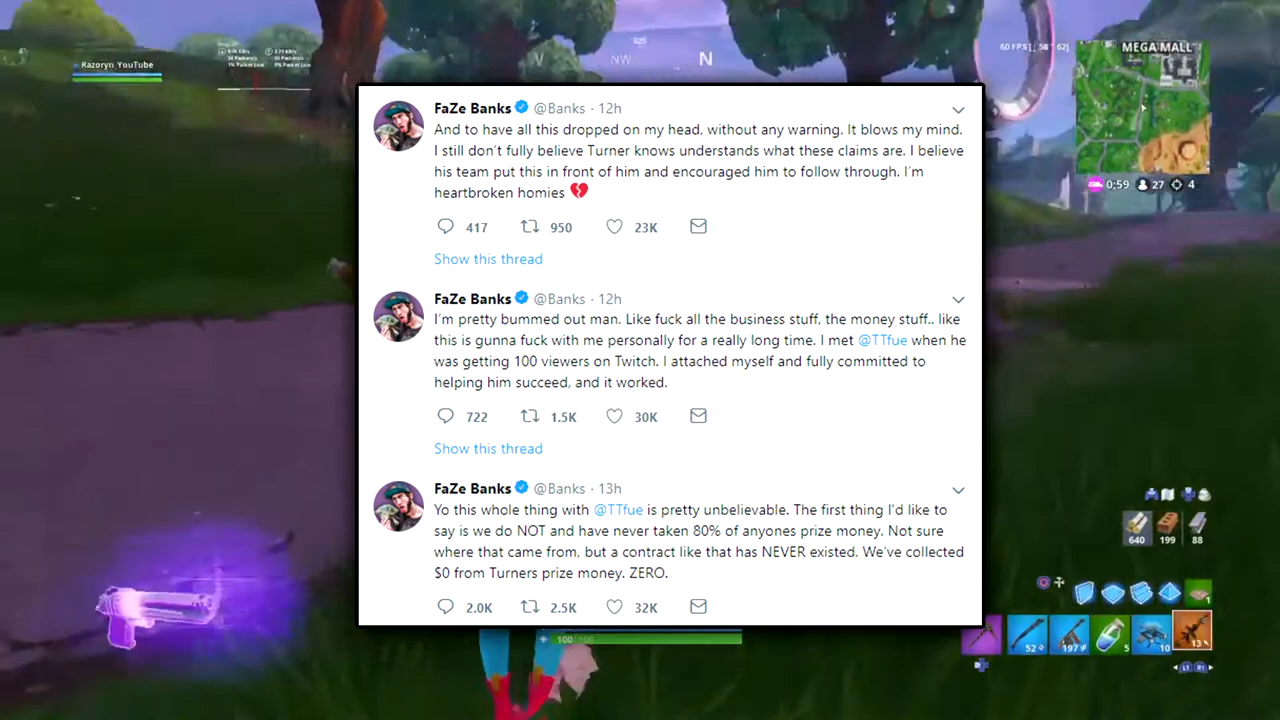 Razoryn YouTube
V
NW
N
60 FPS
MEGA MALL
0:59 27 4
FaZe Banks @Banks · 12h
And to have all this dropped on my head, without any warning. It blows my mind.
I still don't fully believe Turner knows understands what these claims are. I believe
his team put this in front of him and encouraged him to follow through. I'm
heartbroken homies
417 950 23K
Show this thread
FaZe Banks @Banks · 12h
I'm pretty bummed out man. Like fuck all the business stuff, the money stuff.. like
this is gunna fuck with me personally for a really long time. I met @TTfue when he
was getting 100 viewers on Twitch. I attached myself and fully committed to
helping him succeed, and it worked.
722 1.5K 30K
Show this thread
FaZe Banks @Banks · 13h
Yo this whole thing with @TTfue is pretty unbelievable. The first thing I'd like to
say is we do NOT and have never taken 80% of anyones prize money. Not sure
where that came from, but a contract like that has NEVER existed. We've collected
$0 from Turners prize money. ZERO.
2.0K 2.5K 32K
640 199 88
1
52 197 5 10 13
L1 R1
100 100